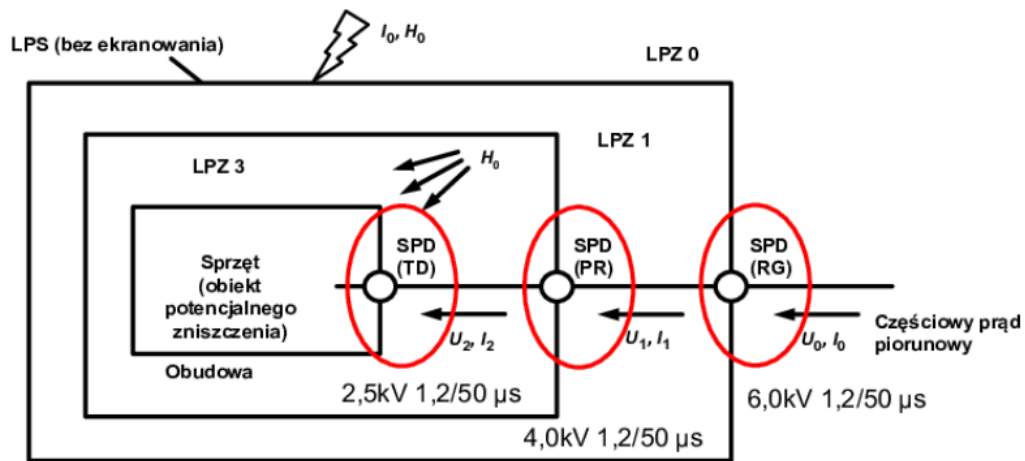 I₀, H₀
LPS (bez ekranowania)
LPZ 0
LPZ 1
LPZ 3
H₀
SPD
(TD)
SPD
(PR)
SPD
(RG)
Sprzęt
(obiekt
potencjalnego
zniszczenia)
U₂, I₂
U₁, I₁
U₀, I₀
Częściowy prąd
piorunowy
Obudowa
2,5kV 1,2/50 µs
6,0kV 1,2/50 µs
4,0kV 1,2/50 µs